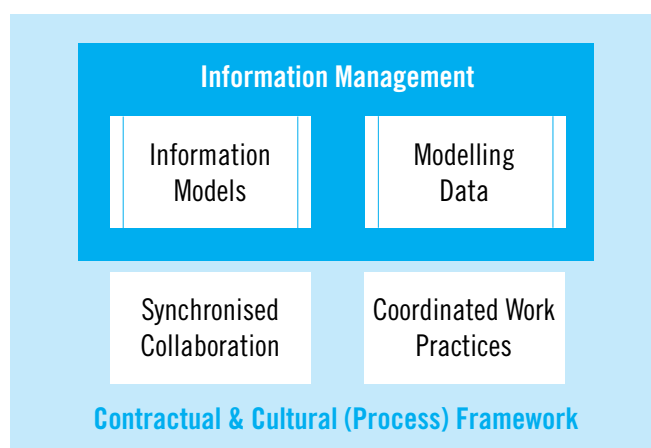 Information Management
Information
Models
Modelling
Data
Synchronised
Collaboration
Coordinated Work
Practices
Contractual & Cultural (Process) Framework